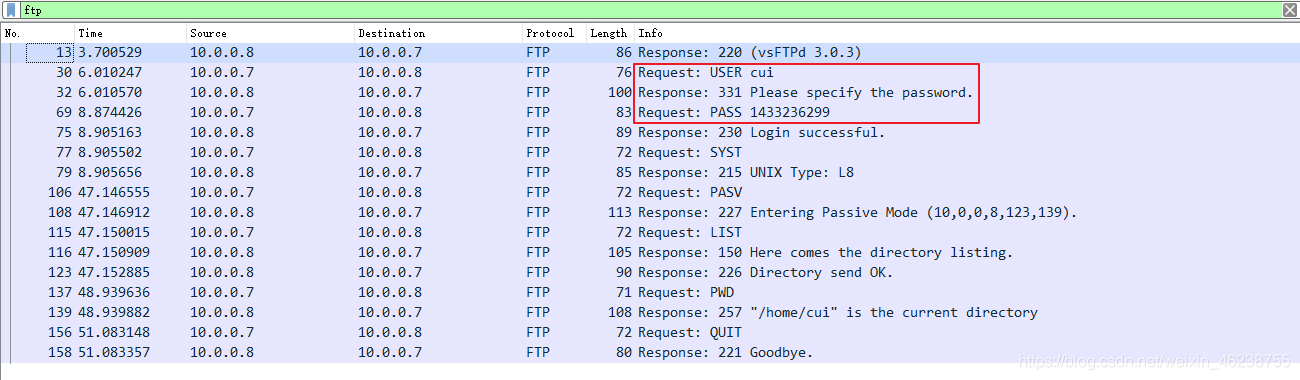 ftp
No. Time Source Destination Protocol Length Info
13 3.700529 10.0.0.8 10.0.0.7 FTP 86 Response: 220 (vsFTPd 3.0.3)
30 6.010247 10.0.0.7 10.0.0.8 FTP 76 Request: USER cui
32 6.010570 10.0.0.8 10.0.0.7 FTP 100 Response: 331 Please specify the password.
69 8.874426 10.0.0.7 10.0.0.8 FTP 83 Request: PASS 1433236299
75 8.905163 10.0.0.8 10.0.0.7 FTP 89 Response: 230 Login successful.
77 8.905502 10.0.0.7 10.0.0.8 FTP 72 Request: SYST
79 8.905656 10.0.0.8 10.0.0.7 FTP 85 Response: 215 UNIX Type: L8
106 47.146555 10.0.0.7 10.0.0.8 FTP 72 Request: PASV
108 47.146912 10.0.0.8 10.0.0.7 FTP 113 Response: 227 Entering Passive Mode (10,0,0,8,123,139).
115 47.150015 10.0.0.7 10.0.0.8 FTP 72 Request: LIST
116 47.150909 10.0.0.8 10.0.0.7 FTP 105 Response: 150 Here comes the directory listing.
123 47.152885 10.0.0.8 10.0.0.7 FTP 90 Response: 226 Directory send OK.
137 48.939636 10.0.0.7 10.0.0.8 FTP 71 Request: PWD
139 48.939882 10.0.0.8 10.0.0.7 FTP 108 Response: 257 "/home/cui" is the current directory
156 51.083148 10.0.0.7 10.0.0.8 FTP 72 Request: QUIT
158 51.083357 10.0.0.8 10.0.0.7 FTP 80 Response: 221 Goodbye.
https://blog.csdn.net/weixin_46238755